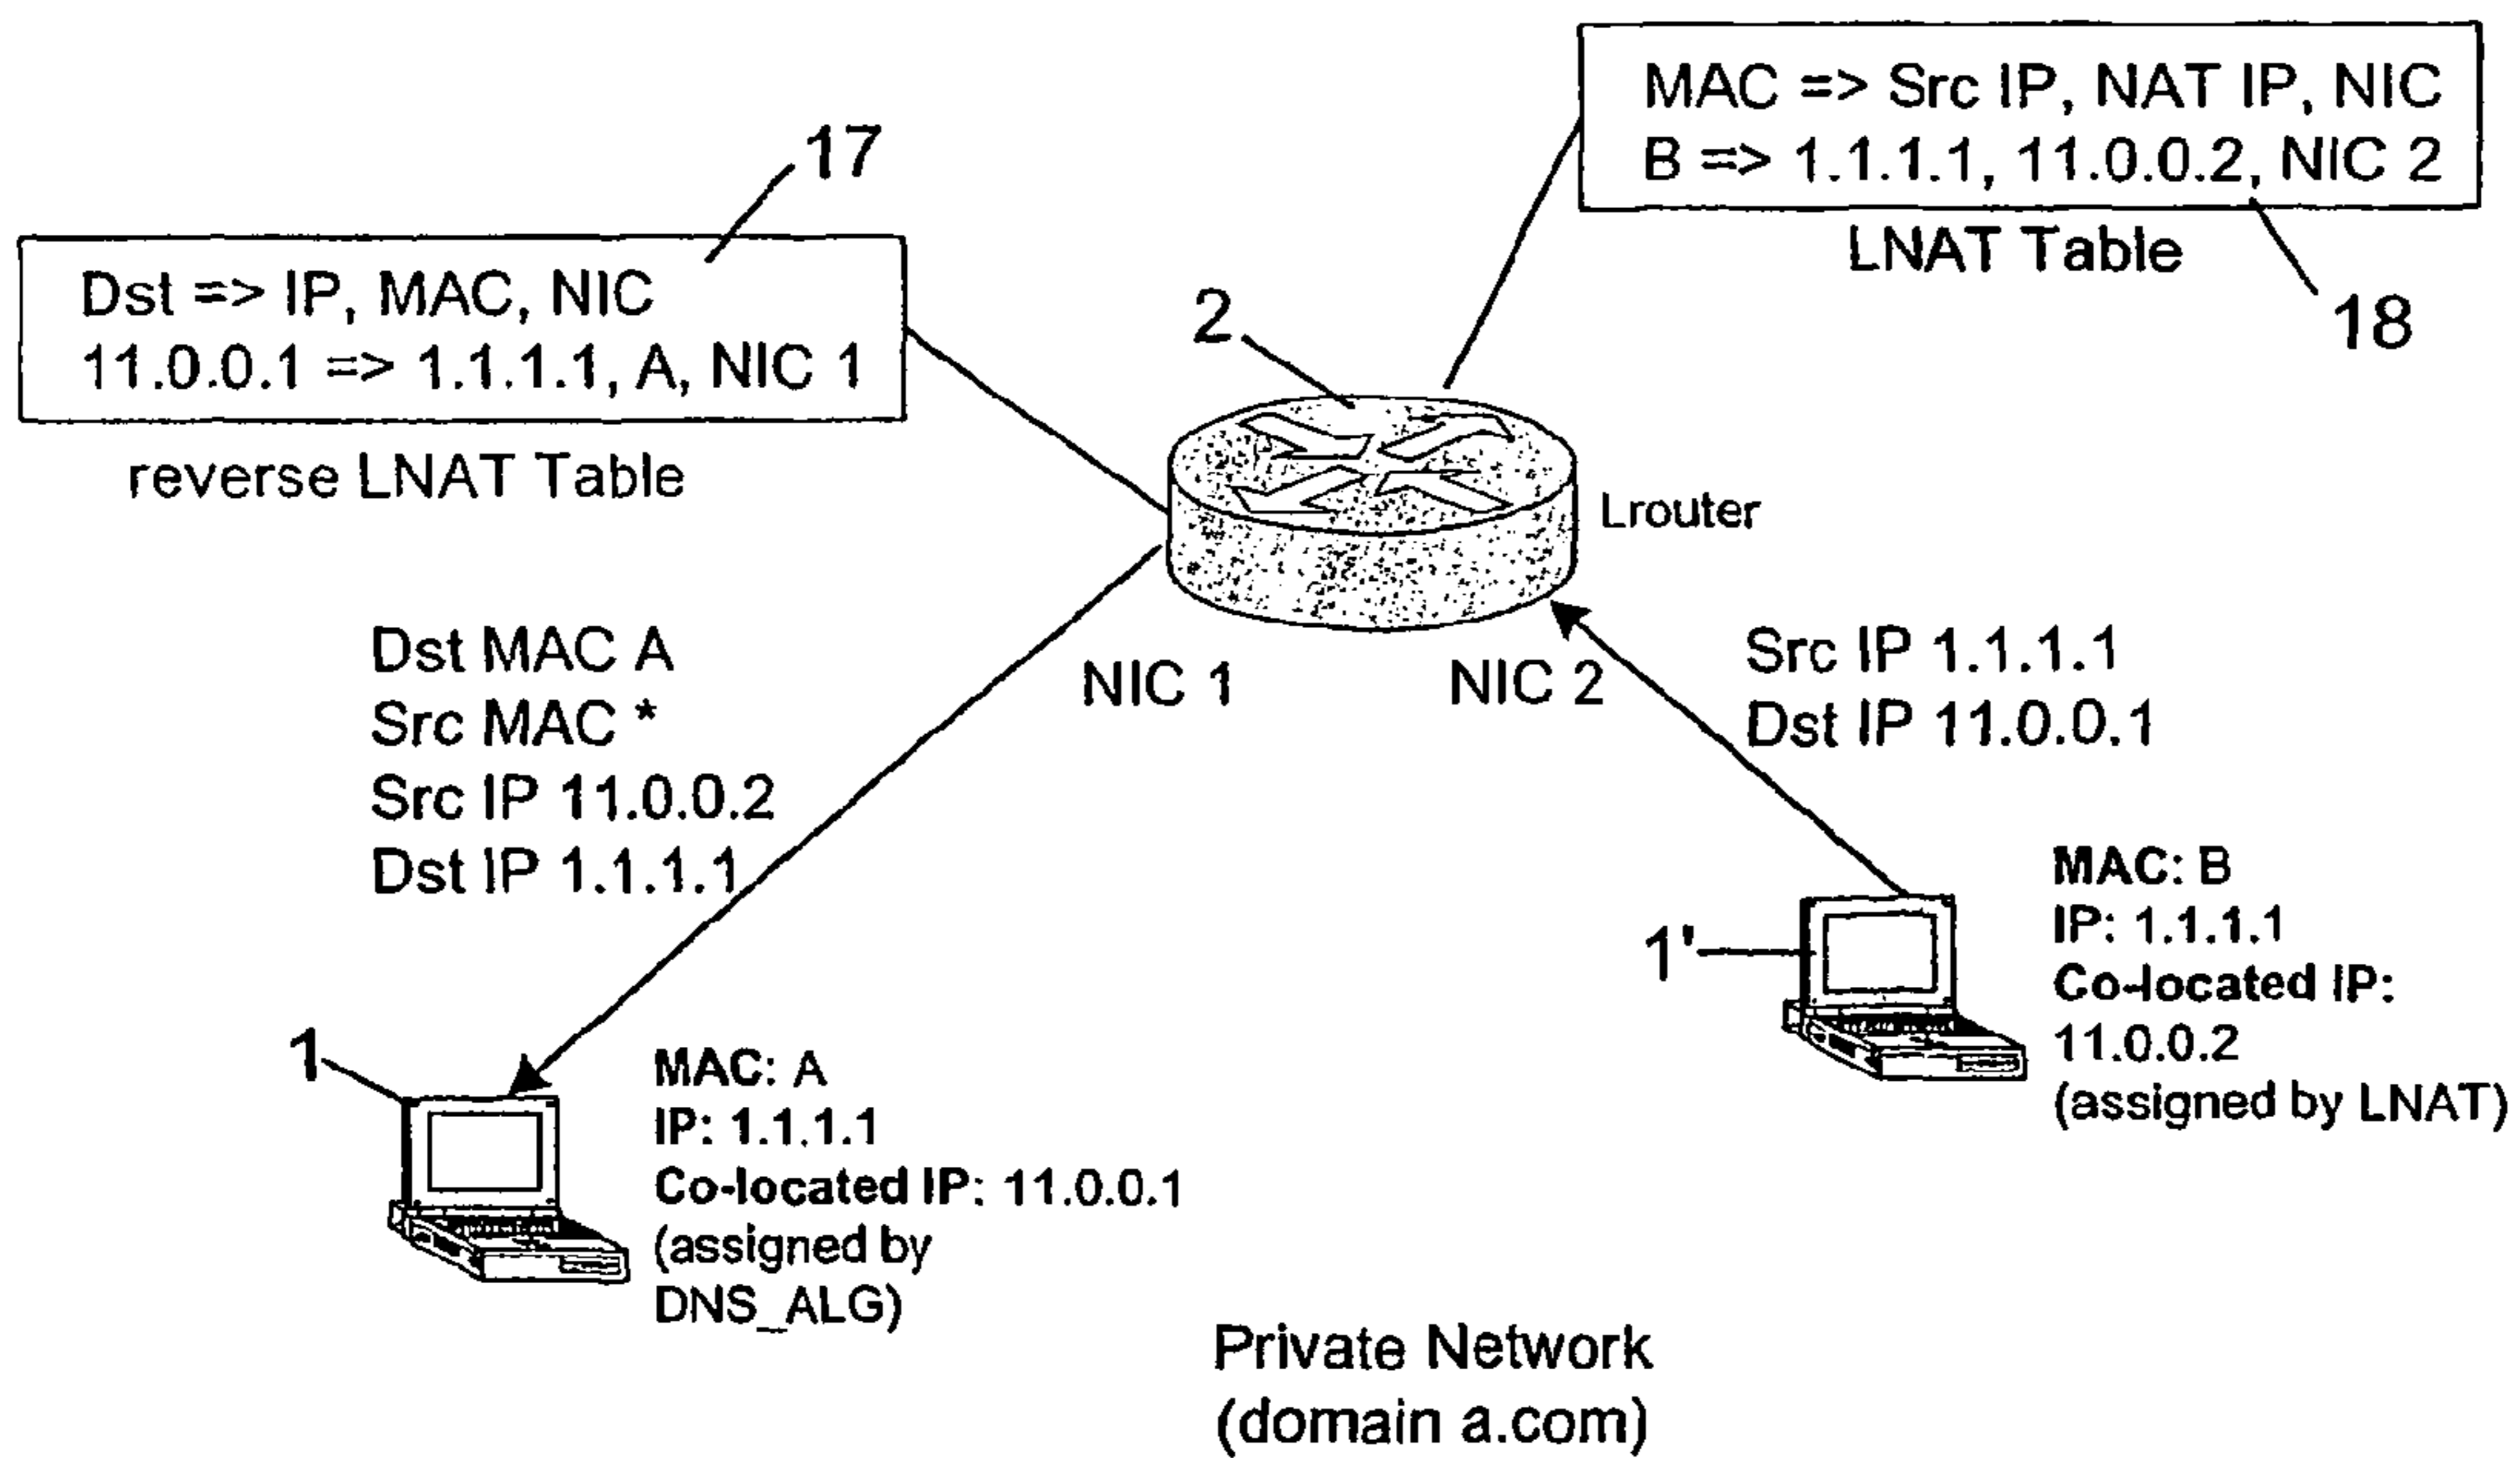 MAC => Src IP, NAT IP, NIC
B => 1.1.1.1, 11.0.0.2, NIC 2
LNAT Table
18
17
Dst => IP, MAC, NIC
11.0.0.1 => 1.1.1.1, A, NIC 1
reverse LNAT Table
2
Lrouter
NIC 1
NIC 2
Dst MAC A
Src MAC *
Src IP 11.0.0.2
Dst IP 1.1.1.1
Src IP 1.1.1.1
Dst IP 11.0.0.1
1'
MAC: B
IP: 1.1.1.1
Co-located IP:
11.0.0.2
(assigned by LNAT)
1
MAC: A
IP: 1.1.1.1
Co-located IP: 11.0.0.1
(assigned by
DNS_ALG)
Private Network
(domain a.com)